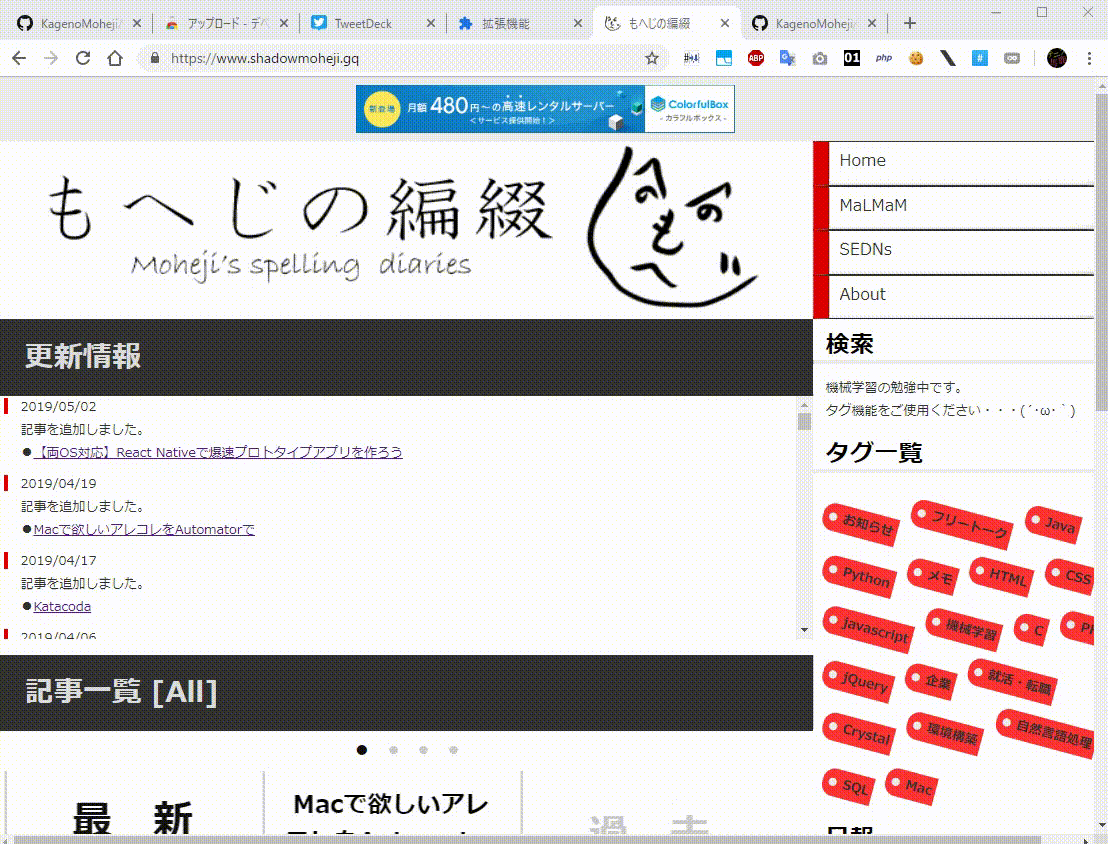 KagenoMoheji/
アップロード - デベ
TweetDeck
拡張機能
もへじの編綴
KagenoMoheji/
https://www.shadowmoheji.gq
ABP
01
php
#
新登場
月額480円～の高速レンタルサーバー
<サービス提供開始！>
ColorfulBox
- カラフルボックス -
もへじの編綴
Moheji's spelling diaries
へのへのもへじ
Home
MaLMaM
SEDNs
About
更新情報
2019/05/02
記事を追加しました。
●【両OS対応】React Nativeで爆速プロトタイプアプリを作ろう
2019/04/19
記事を追加しました。
●Macで欲しいアレコレをAutomatorで
2019/04/17
記事を追加しました。
●Katacoda
2019/04/06
検索
機械学習の勉強中です。
タグ機能をご使用ください・・・(´･ω･｀)
タグ一覧
お知らせ
フリートーク
Java
Python
メモ
HTML
CSS
javascript
機械学習
C
jQuery
企業
就活・転職
Crystal
環境構築
自然言語処理
SQL
Mac
日報
記事一覧 [All]
最 新
Macで欲しいアレ
コレをAutomator
過 去